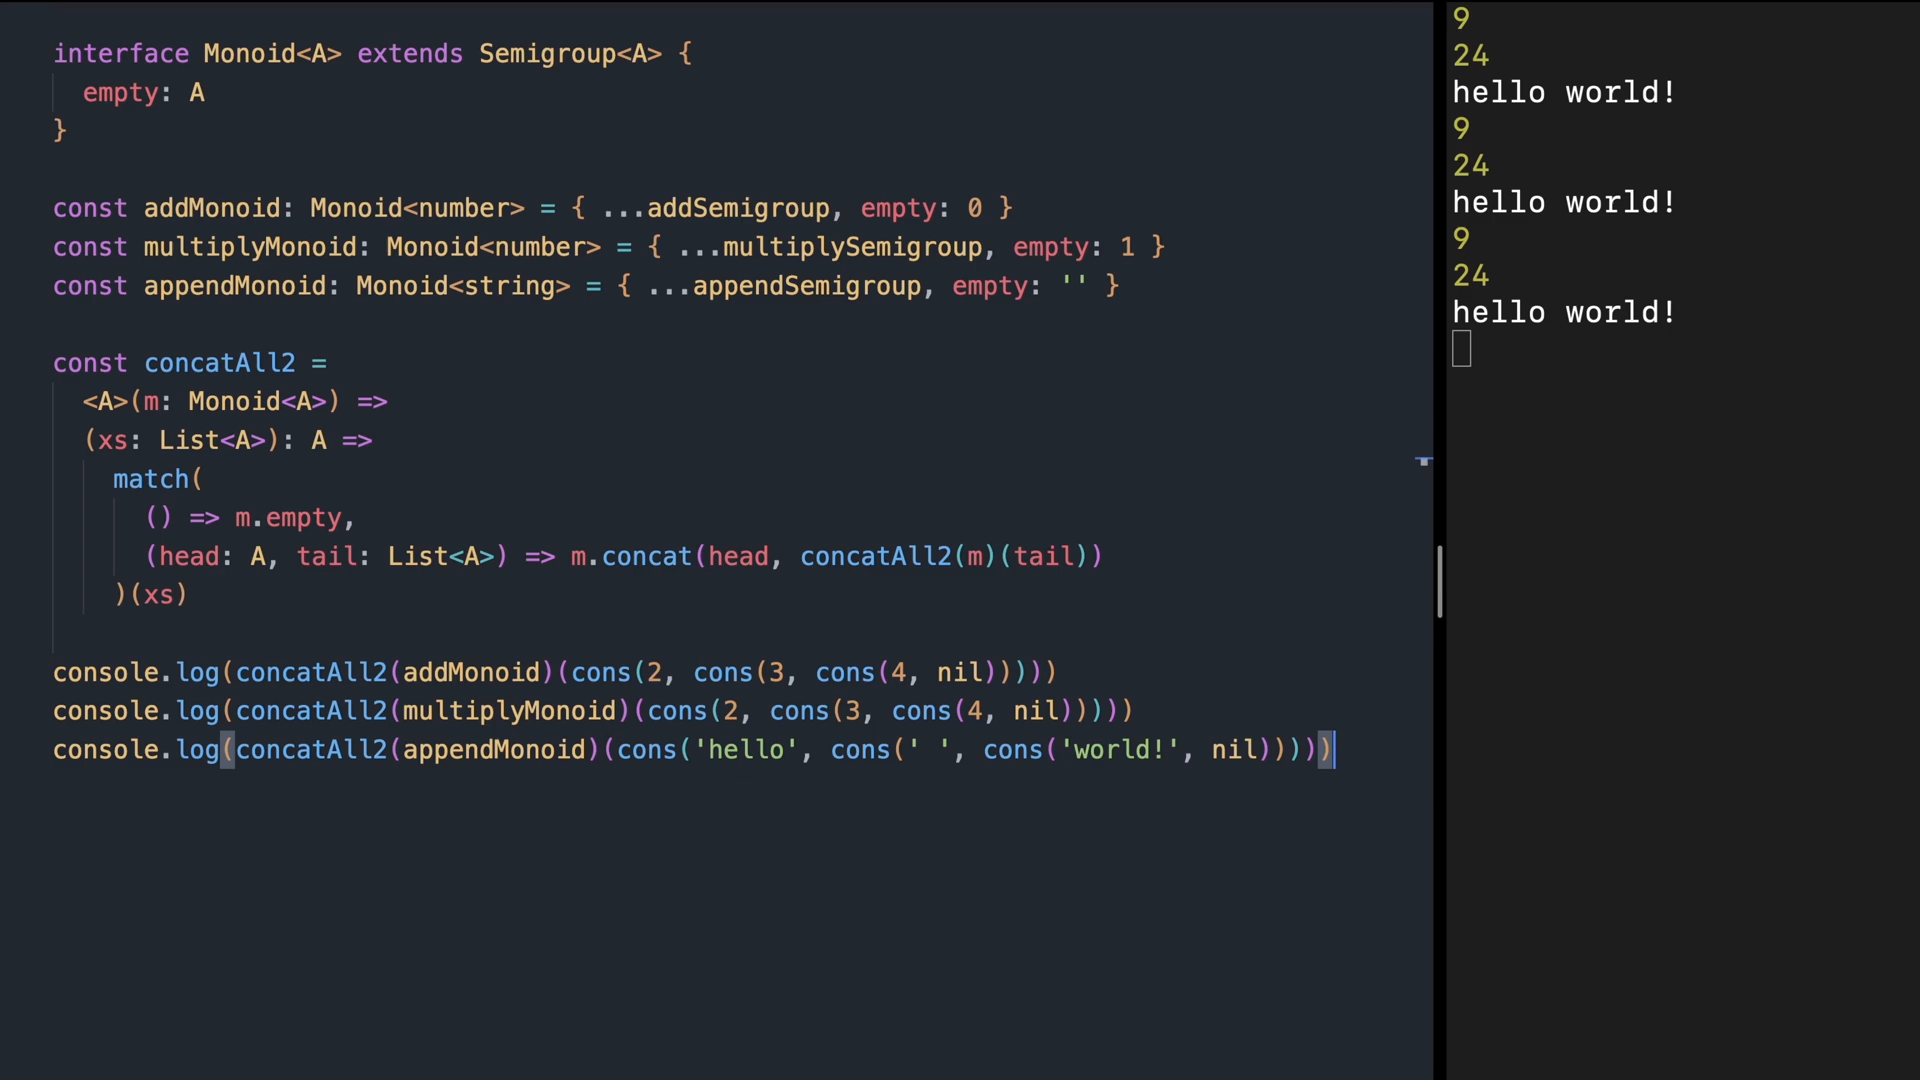 interface Monoid<A> extends Semigroup<A> {
  empty: A
}

const addMonoid: Monoid<number> = { ...addSemigroup, empty: 0 }
const multiplyMonoid: Monoid<number> = { ...multiplySemigroup, empty: 1 }
const appendMonoid: Monoid<string> = { ...appendSemigroup, empty: '' }

const concatAll2 =
  <A>(m: Monoid<A>) =>
  (xs: List<A>): A =>
    match(
      () => m.empty,
      (head: A, tail: List<A>) => m.concat(head, concatAll2(m)(tail))
    )(xs)

console.log(concatAll2(addMonoid)(cons(2, cons(3, cons(4, nil)))))
console.log(concatAll2(multiplyMonoid)(cons(2, cons(3, cons(4, nil)))))
console.log(concatAll2(appendMonoid)(cons('hello', cons(' ', cons('world!', nil)))))
9
24
hello world!
9
24
hello world!
9
24
hello world!